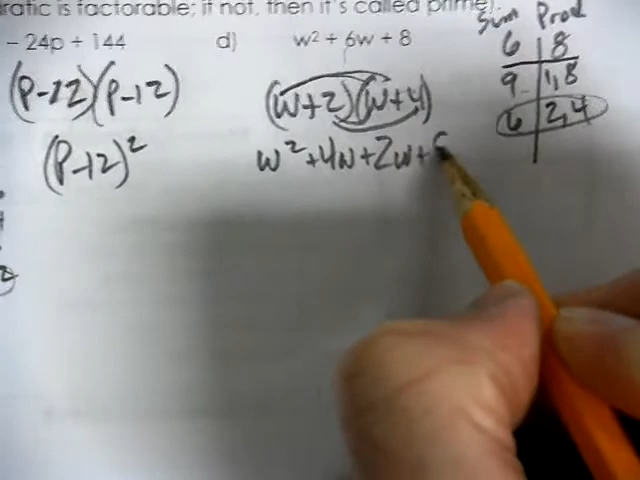 ratic is factorable; if not, then it's called prime).
- 24p + 144
(P-12)(P-12)
(P-12)²
d) w² + 6w + 8
(w+2)(w+4)
w²+4w+2w+
Sum Prod
6 8
9 1,8
6 2,4